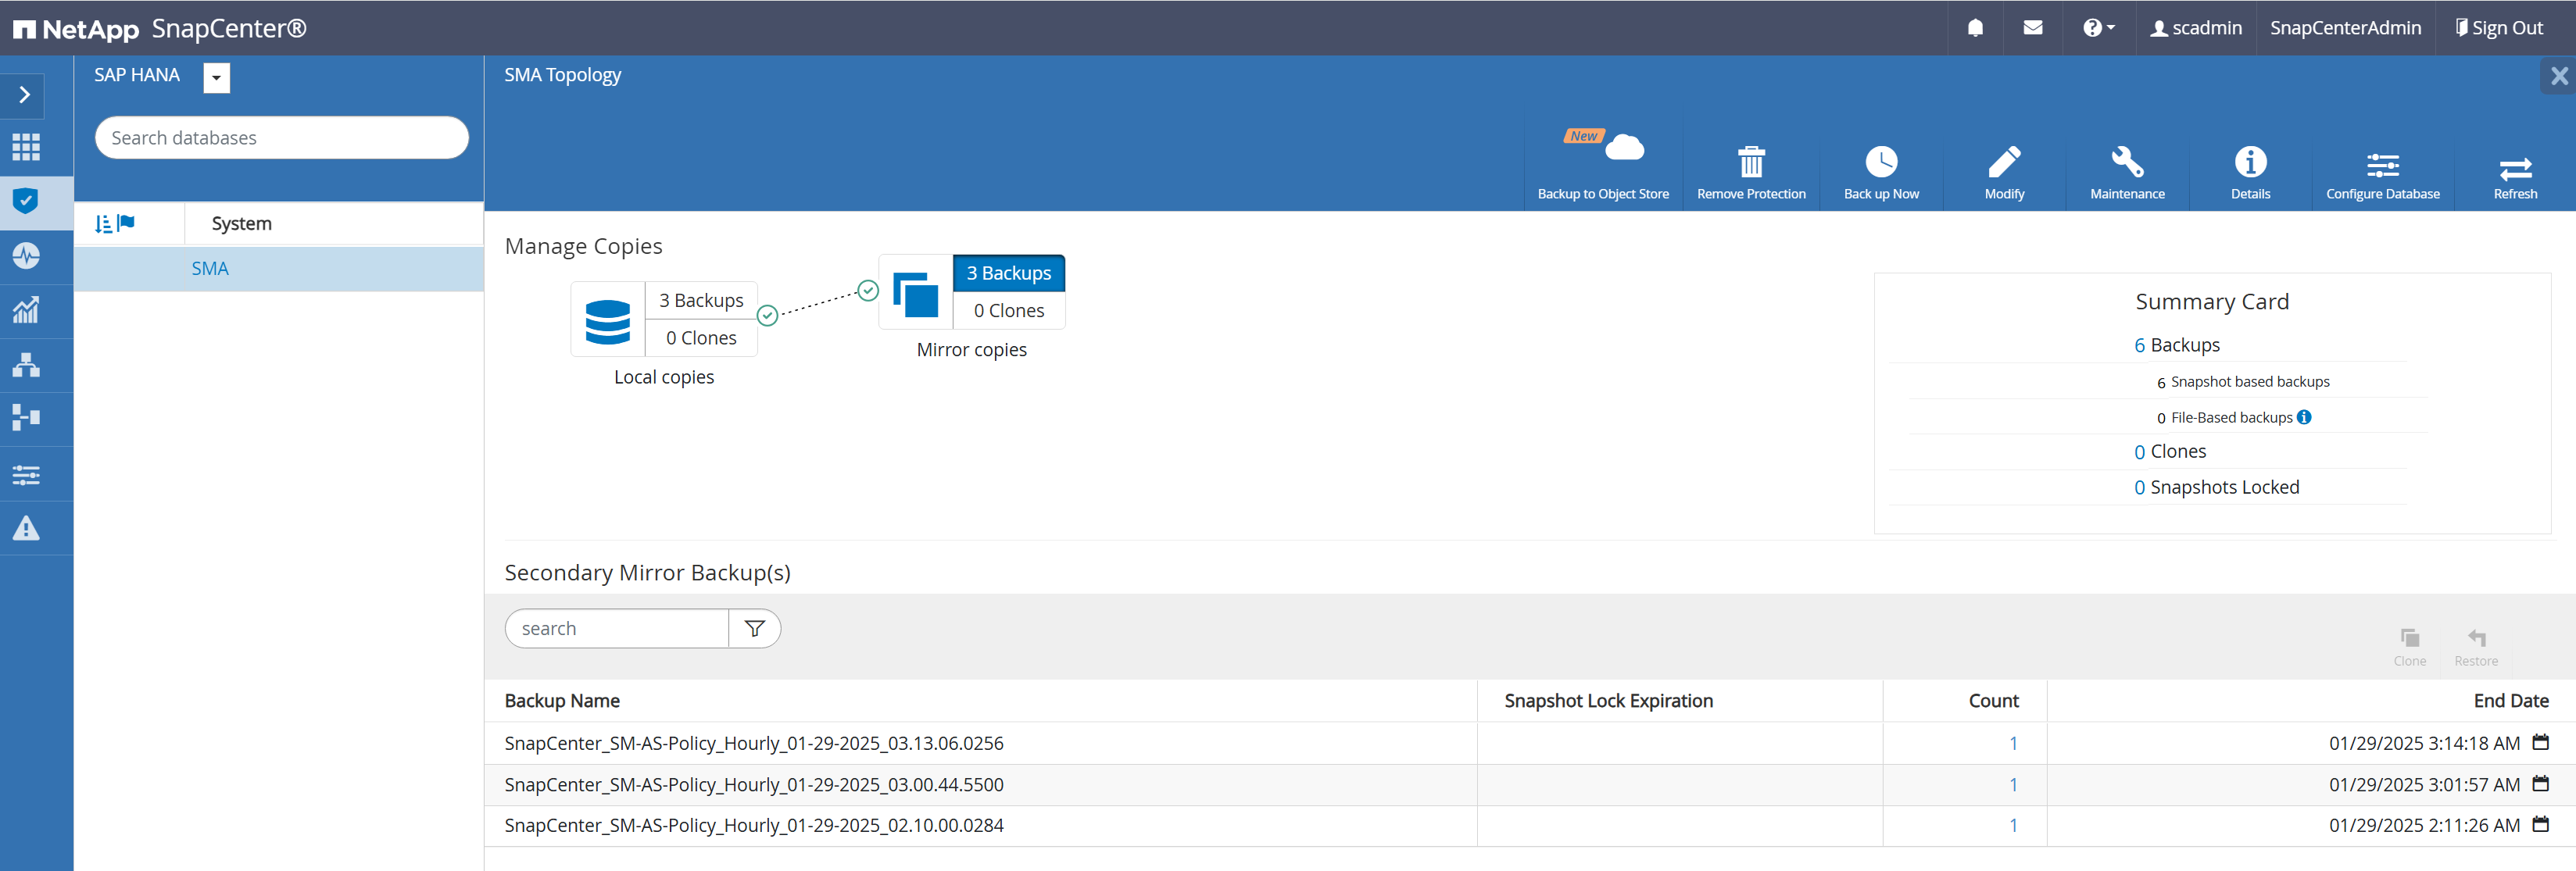 NetApp SnapCenter®
scadmin
SnapCenterAdmin
Sign Out
SAP HANA
Search databases
System
SMA
SMA Topology
New
Backup to Object Store
Remove Protection
Back up Now
Modify
Maintenance
Details
Configure Database
Refresh
Manage Copies
3 Backups
0 Clones
Local copies
3 Backups
0 Clones
Mirror copies
Summary Card
6 Backups
6 Snapshot based backups
0 File-Based backups
0 Clones
0 Snapshots Locked
Secondary Mirror Backup(s)
search
Clone
Restore
Backup Name Snapshot Lock Expiration Count End Date
SnapCenter_SM-AS-Policy_Hourly_01-29-2025_03.13.06.0256 1 01/29/2025 3:14:18 AM
SnapCenter_SM-AS-Policy_Hourly_01-29-2025_03.00.44.5500 1 01/29/2025 3:01:57 AM
SnapCenter_SM-AS-Policy_Hourly_01-29-2025_02.10.00.0284 1 01/29/2025 2:11:26 AM